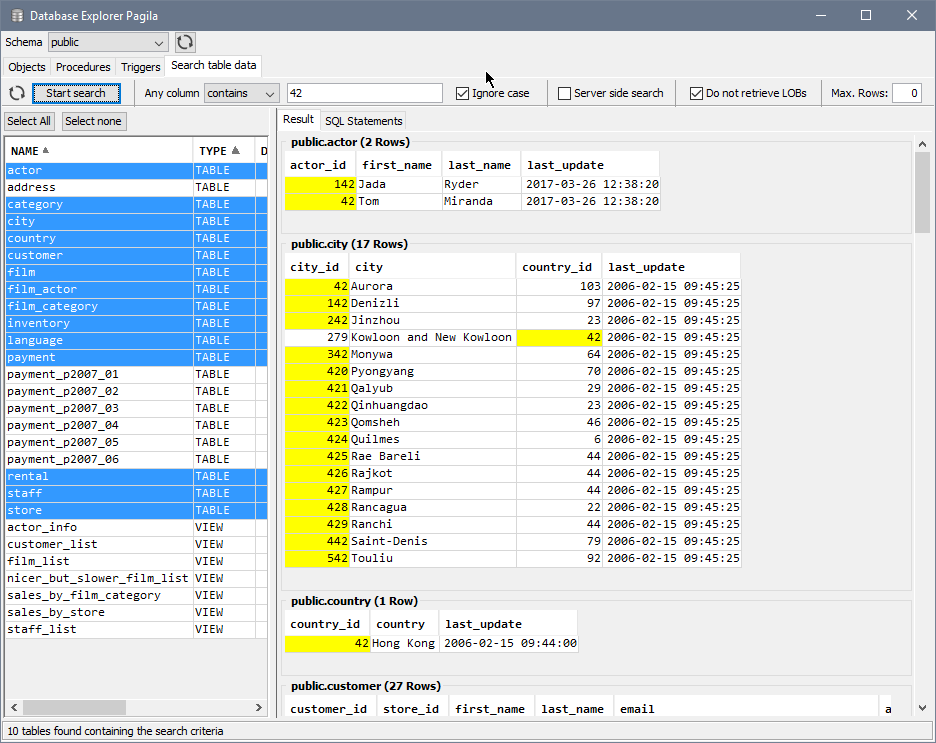 Database Explorer Pagila
Schema public
Objects Procedures Triggers Search table data
Start search Any column contains 42 Ignore case Server side search Do not retrieve LOBs Max. Rows: 0
Select All Select none
NAME TYPE D
actor TABLE
address TABLE
category TABLE
city TABLE
country TABLE
customer TABLE
film TABLE
film_actor TABLE
film_category TABLE
inventory TABLE
language TABLE
payment TABLE
payment_p2007_01 TABLE
payment_p2007_02 TABLE
payment_p2007_03 TABLE
payment_p2007_04 TABLE
payment_p2007_05 TABLE
payment_p2007_06 TABLE
rental TABLE
staff TABLE
store TABLE
actor_info VIEW
customer_list VIEW
film_list VIEW
nicer_but_slower_film_list VIEW
sales_by_film_category VIEW
sales_by_store VIEW
staff_list VIEW
Result SQL Statements
public.actor (2 Rows)
actor_id first_name last_name last_update
142 Jada Ryder 2017-03-26 12:38:20
42 Tom Miranda 2017-03-26 12:38:20
public.city (17 Rows)
city_id city country_id last_update
42 Aurora 103 2006-02-15 09:45:25
142 Denizli 97 2006-02-15 09:45:25
242 Jinzhou 23 2006-02-15 09:45:25
279 Kowloon and New Kowloon 42 2006-02-15 09:45:25
342 Monywa 64 2006-02-15 09:45:25
420 Pyongyang 70 2006-02-15 09:45:25
421 Qalyub 29 2006-02-15 09:45:25
422 Qinhuangdao 23 2006-02-15 09:45:25
423 Qomsheh 46 2006-02-15 09:45:25
424 Quilmes 6 2006-02-15 09:45:25
425 Rae Bareli 44 2006-02-15 09:45:25
426 Rajkot 44 2006-02-15 09:45:25
427 Rampur 44 2006-02-15 09:45:25
428 Rancagua 22 2006-02-15 09:45:25
429 Ranchi 44 2006-02-15 09:45:25
442 Saint-Denis 79 2006-02-15 09:45:25
542 Touliu 92 2006-02-15 09:45:25
public.country (1 Row)
country_id country last_update
42 Hong Kong 2006-02-15 09:44:00
public.customer (27 Rows)
customer_id store_id first_name last_name email a
10 tables found containing the search criteria